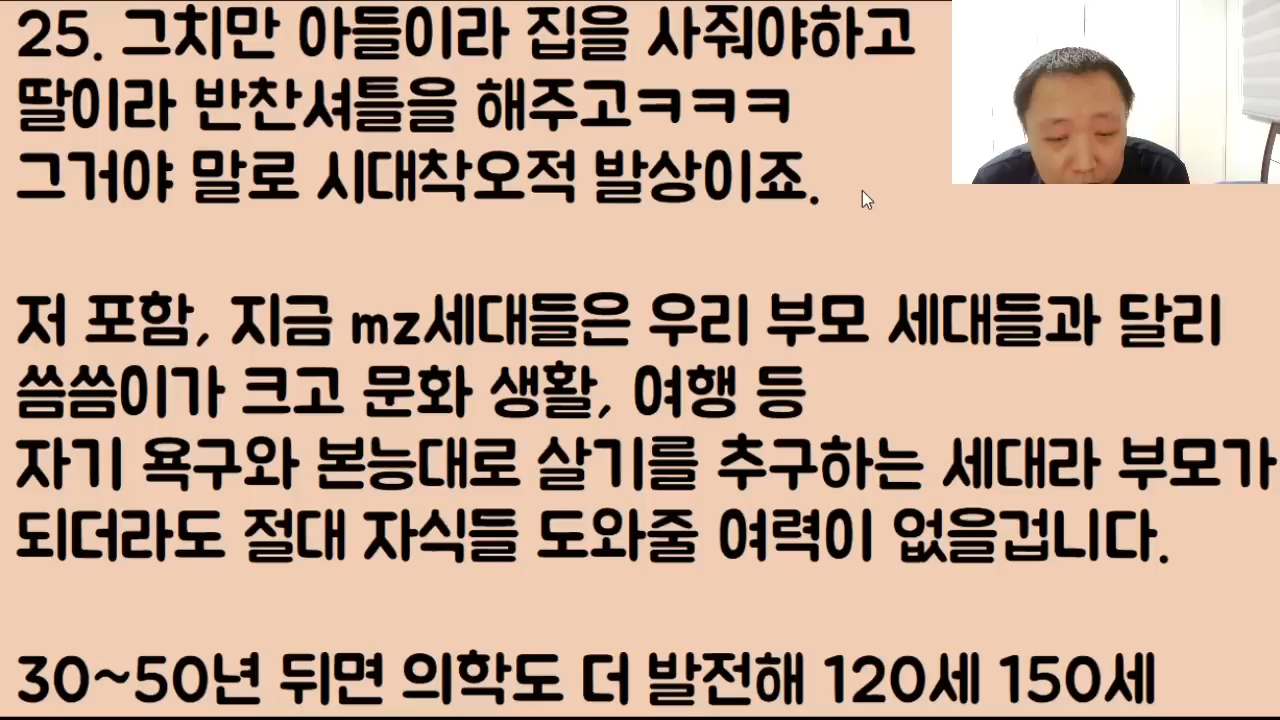 25. 그치만 아들이라 집을 사줘야하고
딸이라 반찬셔틀을 해주고ㅋㅋㅋ
그거야 말로 시대착오적 발상이죠.
저 포함, 지금 mz세대들은 우리 부모 세대들과 달리
씀씀이가 크고 문화 생활, 여행 등
자기 욕구와 본능대로 살기를 추구하는 세대라 부모가
되더라도 절대 자식들 도와줄 여력이 없을겁니다.
30~50년 뒤면 의학도 더 발전해 120세 150세